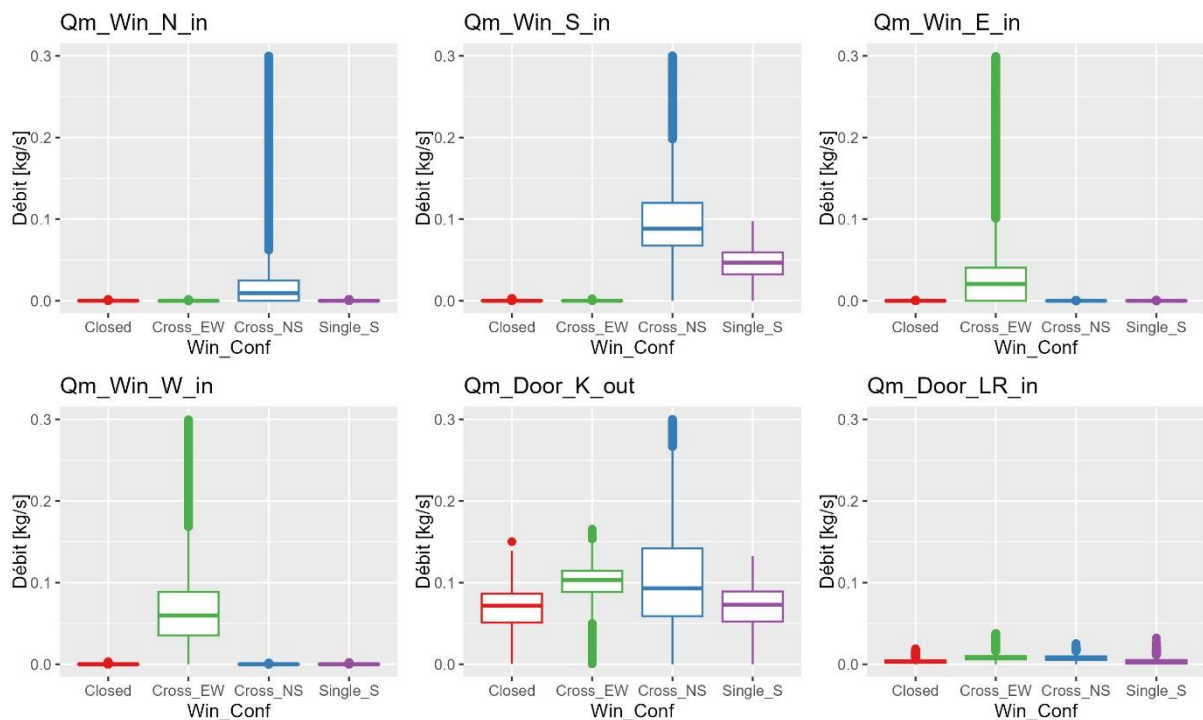 Qm_Win_N_in
Qm_Win_S_in
Qm_Win_E_in
Débit [kg/s]
0.3
0.2
0.1
0.0
Closed Cross_EW Cross_NS Single_S
Win_Conf
Débit [kg/s]
0.3
0.2
0.1
0.0
Closed Cross_EW Cross_NS Single_S
Win_Conf
Débit [kg/s]
0.3
0.2
0.1
0.0
Closed Cross_EW Cross_NS Single_S
Win_Conf
Qm_Win_W_in
Qm_Door_K_out
Qm_Door_LR_in
Débit [kg/s]
0.3
0.2
0.1
0.0
Closed Cross_EW Cross_NS Single_S
Win_Conf
Débit [kg/s]
0.3
0.2
0.1
0.0
Closed Cross_EW Cross_NS Single_S
Win_Conf
Débit [kg/s]
0.3
0.2
0.1
0.0
Closed Cross_EW Cross_NS Single_S
Win_Conf